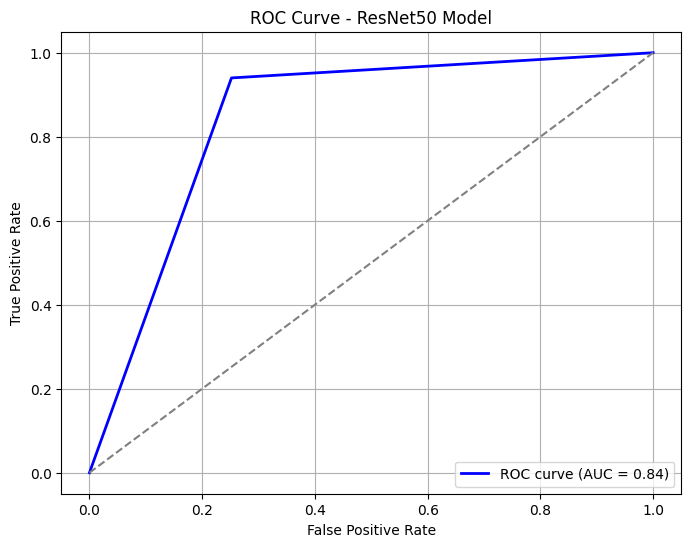 ROC Curve - ResNet50 Model
True Positive Rate
1.0
0.8
0.6
0.4
0.2
0.0
ROC curve (AUC = 0.84)
0.0 0.2 0.4 0.6 0.8 1.0
False Positive Rate